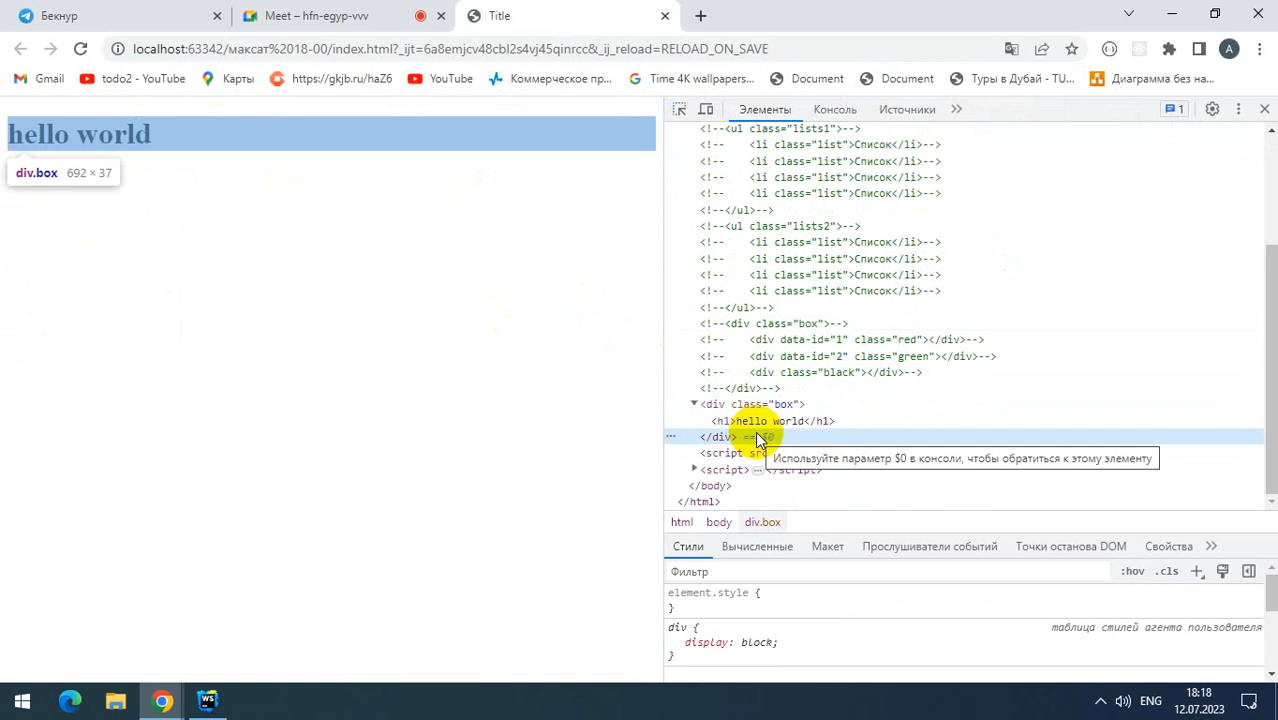 Бекнур
Meet – hfn-egyp-vvv
Title
localhost:63342/максат%2018-00/index.html?_ijt=6a8emjcv48cbl2s4vj45qinrcc&_ij_reload=RELOAD_ON_SAVE
A
Gmail
todo2 - YouTube
Карты
https://gkjb.ru/haZ6
YouTube
Коммерческое пр...
Time 4K wallpapers...
Document
Document
Туры в Дубай - TU...
Диаграмма без на...
hello world
div.box 692 × 37
Элементы
Консоль
Источники
1
<!--<ul class="lists1">-->
<!-- <li class="list">Список</li>-->
<!-- <li class="list">Список</li>-->
<!-- <li class="list">Список</li>-->
<!-- <li class="list">Список</li>-->
<!--</ul>-->
<!--<ul class="lists2">-->
<!-- <li class="list">Список</li>-->
<!-- <li class="list">Список</li>-->
<!-- <li class="list">Список</li>-->
<!-- <li class="list">Список</li>-->
<!--</ul>-->
<!--<div class="box">-->
<!-- <div data-id="1" class="red"></div>-->
<!-- <div data-id="2" class="green"></div>-->
<!-- <div class="black"></div>-->
<!--</div>-->
<div class="box">
<h1>hello world</h1>
</div>
<script
Используйте параметр $0 в консоли, чтобы обратиться к этому элементу
<script> … </script>
</body>
</html>
html body div.box
Стили
Вычисленные
Макет
Прослушиватели событий
Точки останова DOM
Свойства
Фильтр
:hov .cls
element.style {
}
div { таблица стилей агента пользователя
display: block;
}
WS
ENG
18:18
12.07.2023